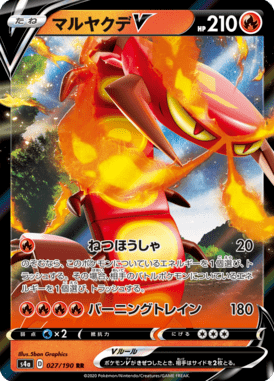 たね マルヤクデV HP210
ねつほうしゃ 20
のぞむなら、このポケモンについているエネルギーを1個選び、ト
ラッシュする。その場合、相手のバトルポケモンについているエネル
ギーを1個選び、トラッシュする。
バーニングトレイン 180
弱点 ×2 抵抗力 にげる
Illus.5ban Graphics
s4a 027/190 RR
Vルール
ポケモンVがきぜつしたとき、相手はサイドを2枚とる。
©2020 Pokémon/Nintendo/Creatures/GAME FREAK